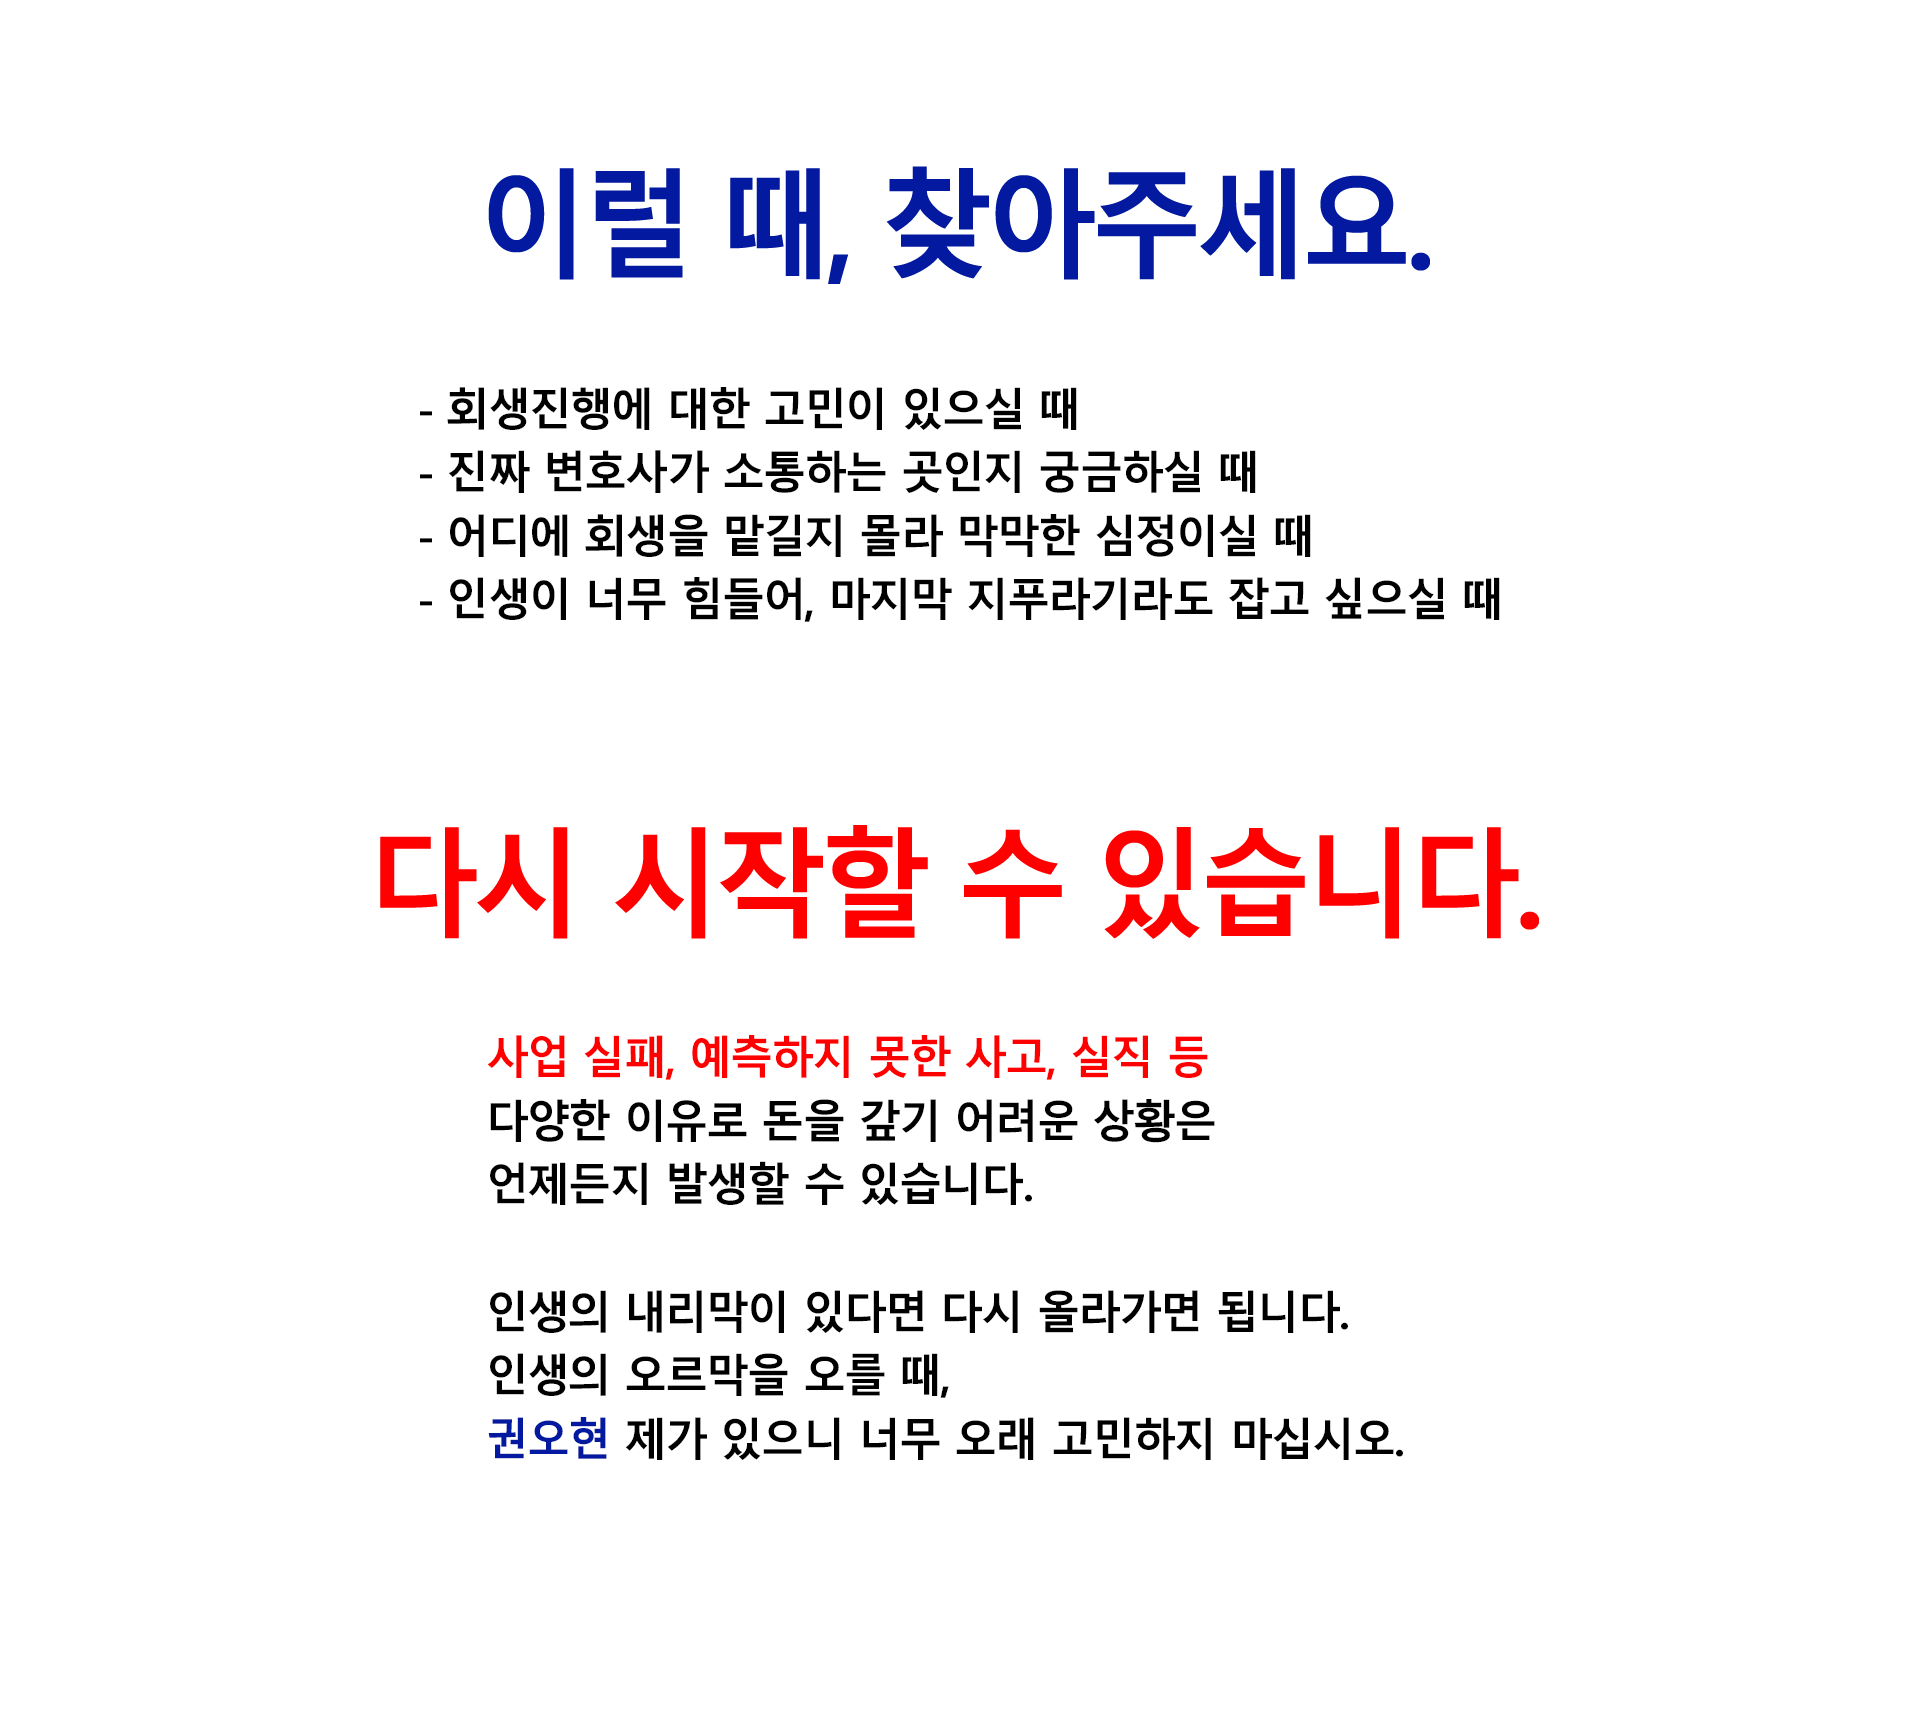 이럴 때, 찾아주세요.
- 회생진행에 대한 고민이 있으실 때
- 진짜 변호사가 소통하는 곳인지 궁금하실 때
- 어디에 회생을 맡길지 몰라 막막한 심정이실 때
- 인생이 너무 힘들어, 마지막 지푸라기라도 잡고 싶으실 때
다시 시작할 수 있습니다.
사업 실패, 예측하지 못한 사고, 실직 등
다양한 이유로 돈을 갚기 어려운 상황은
언제든지 발생할 수 있습니다.
인생의 내리막이 있다면 다시 올라가면 됩니다.
인생의 오르막을 오를 때,
권오현 제가 있으니 너무 오래 고민하지 마십시오.